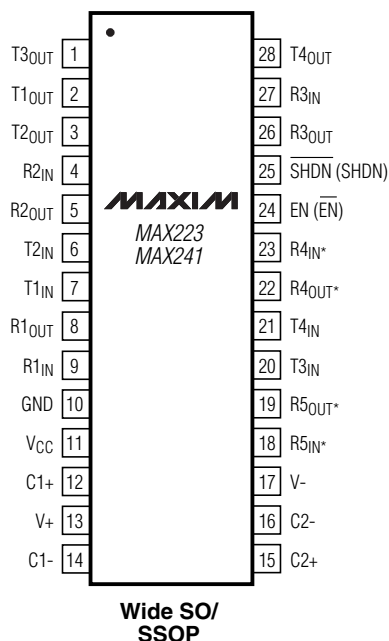 T3OUT 1
T1OUT 2
T2OUT 3
R2IN 4
R2OUT 5
T2IN 6
T1IN 7
R1OUT 8
R1IN 9
GND 10
VCC 11
C1+ 12
V+ 13
C1- 14
MAXIM
MAX223
MAX241
28 T4OUT
27 R3IN
26 R3OUT
25 S̅H̅D̅N̅ (SHDN)
24 EN (E̅N̅)
23 R4IN*
22 R4OUT*
21 T4IN
20 T3IN
19 R5OUT*
18 R5IN*
17 V-
16 C2-
15 C2+
Wide SO/
SSOP